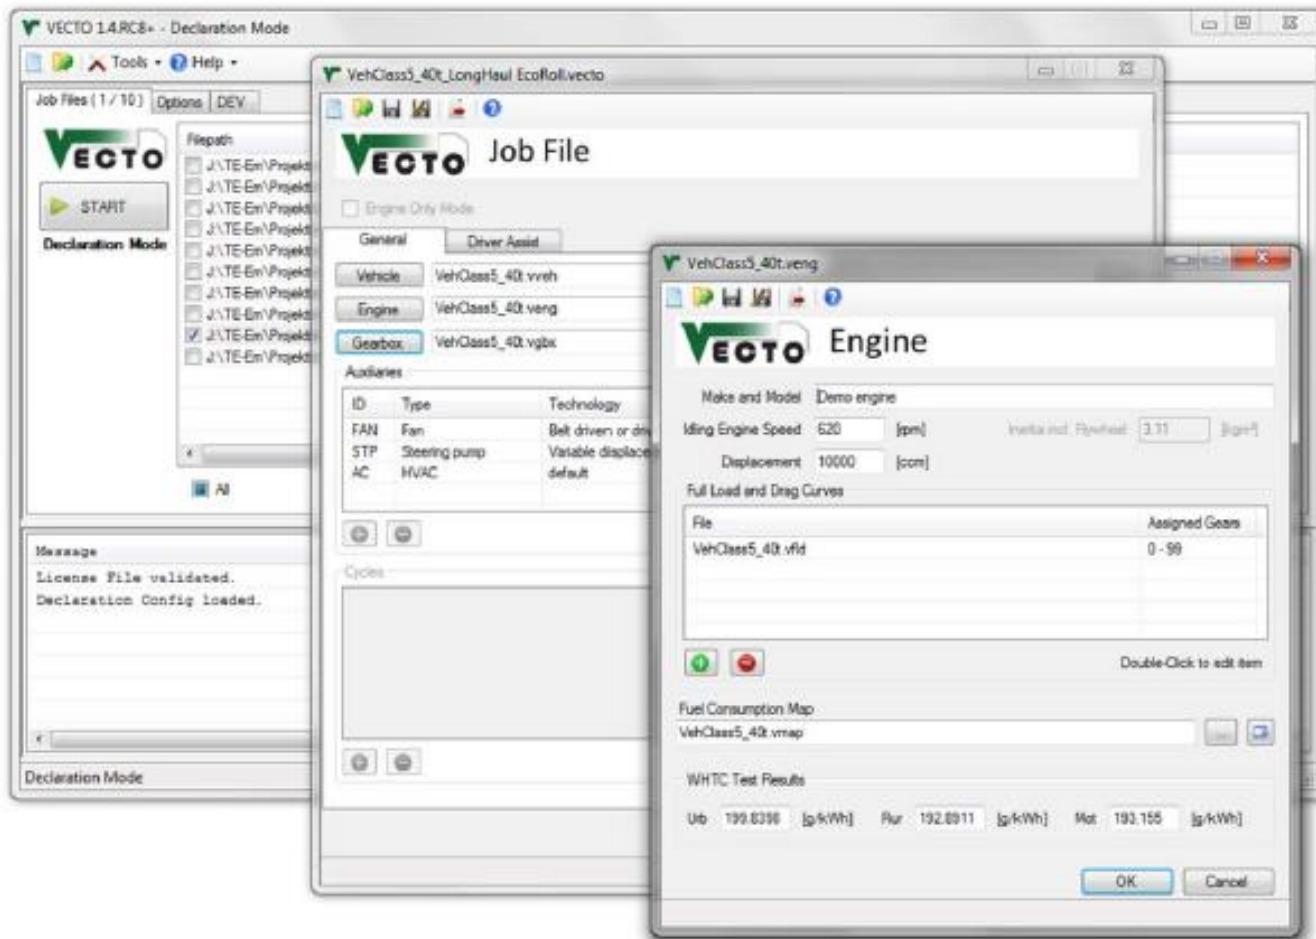 VECTO 1.4.RC8+ - Declaration Mode
Tools Help
Job Files ( 1 / 10 ) Options DEV
VECTO
START
Declaration Mode
Filepath
J:\TE-Em\Projekt
J:\TE-Em\Projekt
J:\TE-Em\Projekt
J:\TE-Em\Projekt
J:\TE-Em\Projekt
J:\TE-Em\Projekt
J:\TE-Em\Projekt
J:\TE-Em\Projekt
J:\TE-Em\Projekt
J:\TE-Em\Projekt
All
Message
License File validated.
Declaration Config loaded.
Declaration Mode
VehClass5_40t_LongHaul EcoRoll.vecto
VECTO Job File
Engine Only Mode
General Driver Assist
Vehicle VehClass5_40t.vveh
Engine VehClass5_40t.veng
Gearbox VehClass5_40t.vgbx
Auxiliaries
ID Type Technology
FAN Fan Belt driven or driv
STP Steering pump Variable displace
AC HVAC default
Cycles
VehClass5_40t.veng
VECTO Engine
Make and Model Demo engine
Idling Engine Speed 620 [rpm] Inertia incl. Flywheel 3.11 [kgm²]
Displacement 10000 [ccm]
Full Load and Drag Curves
File Assigned Gears
VehClass5_40t.vfld 0 - 99
Double-Click to edit item
Fuel Consumption Map
VehClass5_40t.vmap ...
WHTC Test Results
Urb 199.8396 [g/kWh] Rur 192.8911 [g/kWh] Mot 193.155 [g/kWh]
OK Cancel